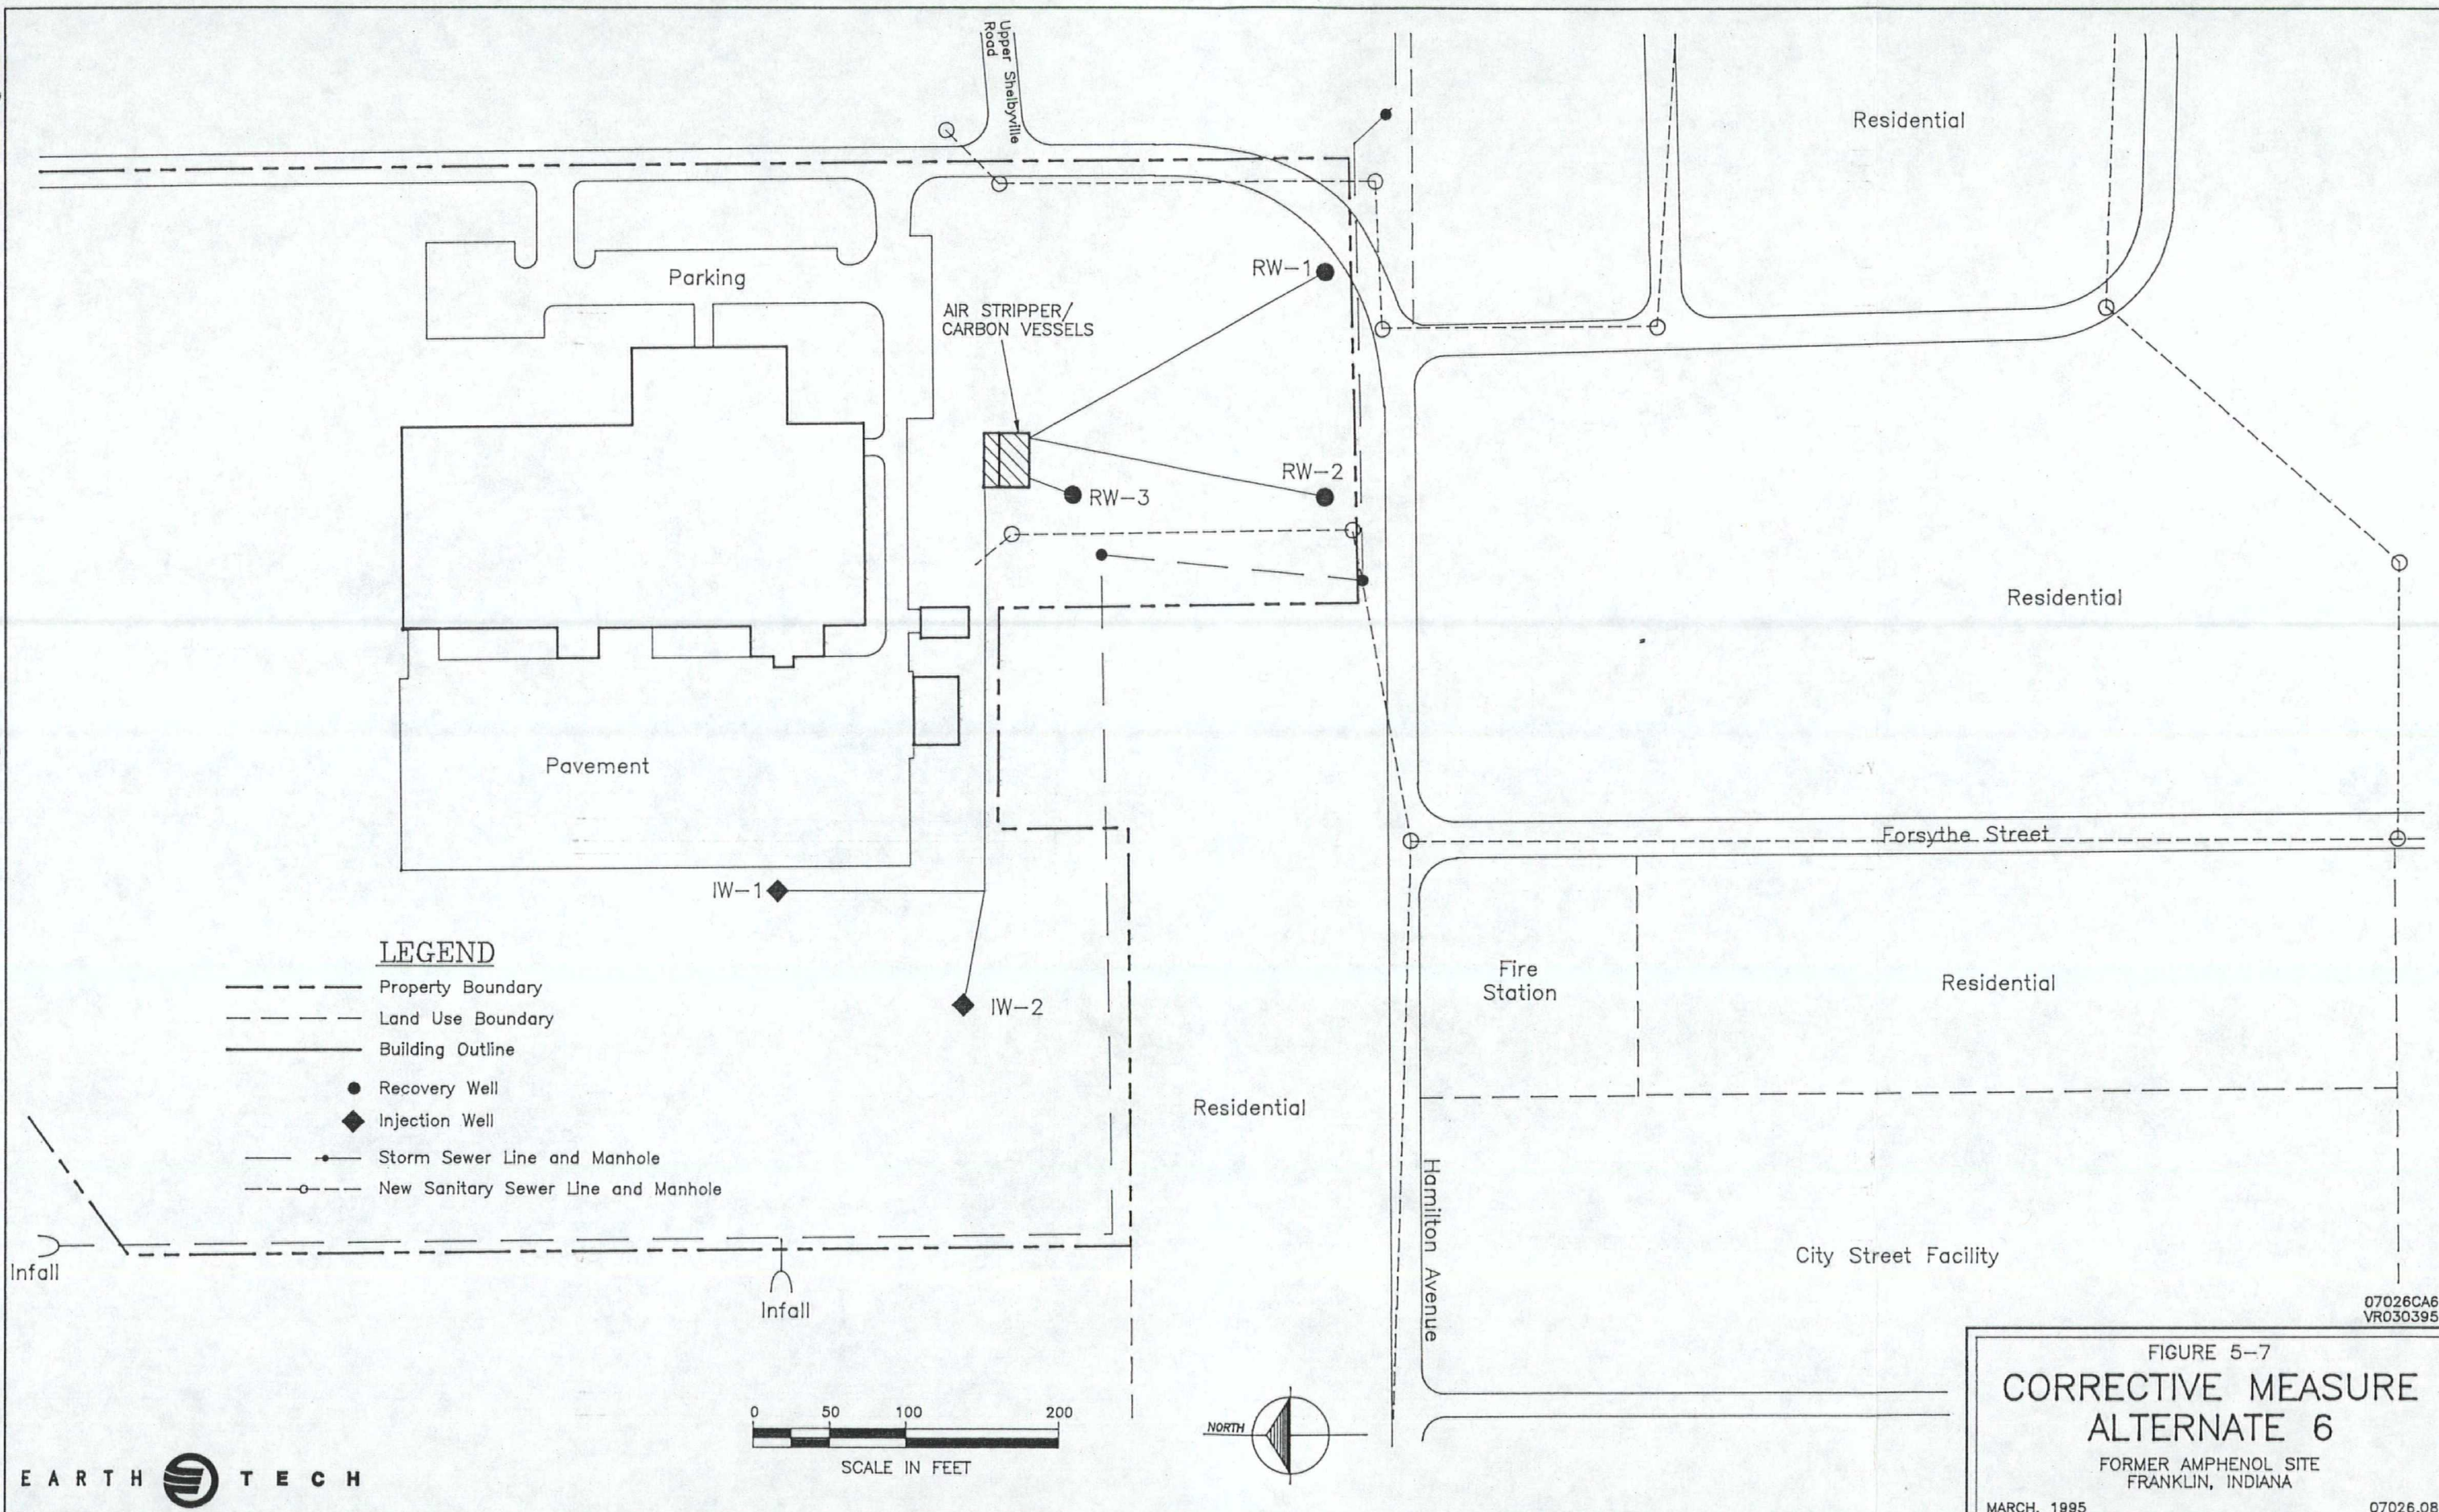 Upper Shelbyville
Road
Residential
Parking
RW-1
AIR STRIPPER/
CARBON VESSELS
RW-2
RW-3
Residential
Pavement
Forsythe Street
IW-1
IW-2
Fire
Station
Residential
LEGEND
Property Boundary
Land Use Boundary
Building Outline
Recovery Well
Injection Well
Storm Sewer Line and Manhole
New Sanitary Sewer Line and Manhole
Residential
Hamilton Avenue
City Street Facility
Infall
Infall
0 50 100 200
SCALE IN FEET
NORTH
EARTH TECH
07026CA6
VR030395
FIGURE 5-7
CORRECTIVE MEASURE
ALTERNATE 6
FORMER AMPHENOL SITE
FRANKLIN, INDIANA
MARCH, 1995 07026.08